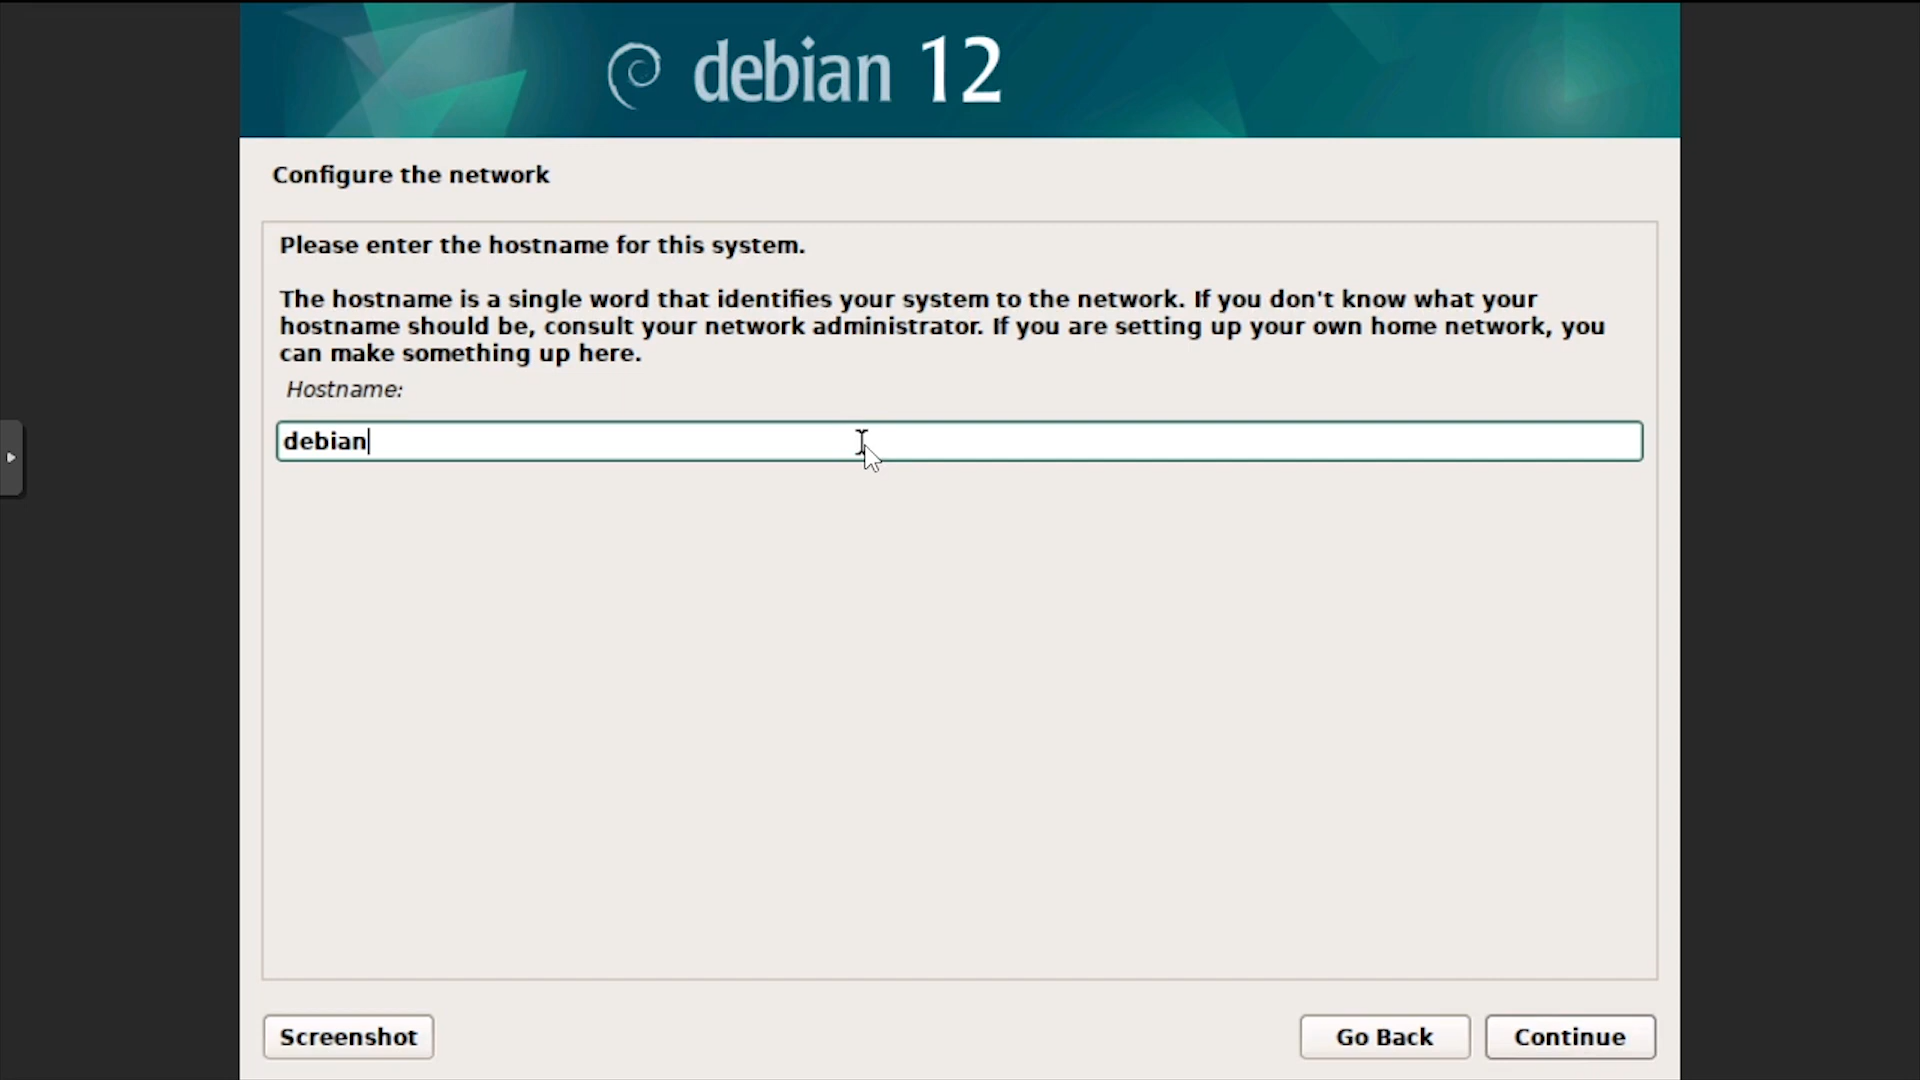 debian 12
Configure the network
Please enter the hostname for this system.
The hostname is a single word that identifies your system to the network. If you don't know what your
hostname should be, consult your network administrator. If you are setting up your own home network, you
can make something up here.
Hostname:
debian
Screenshot
Go Back
Continue